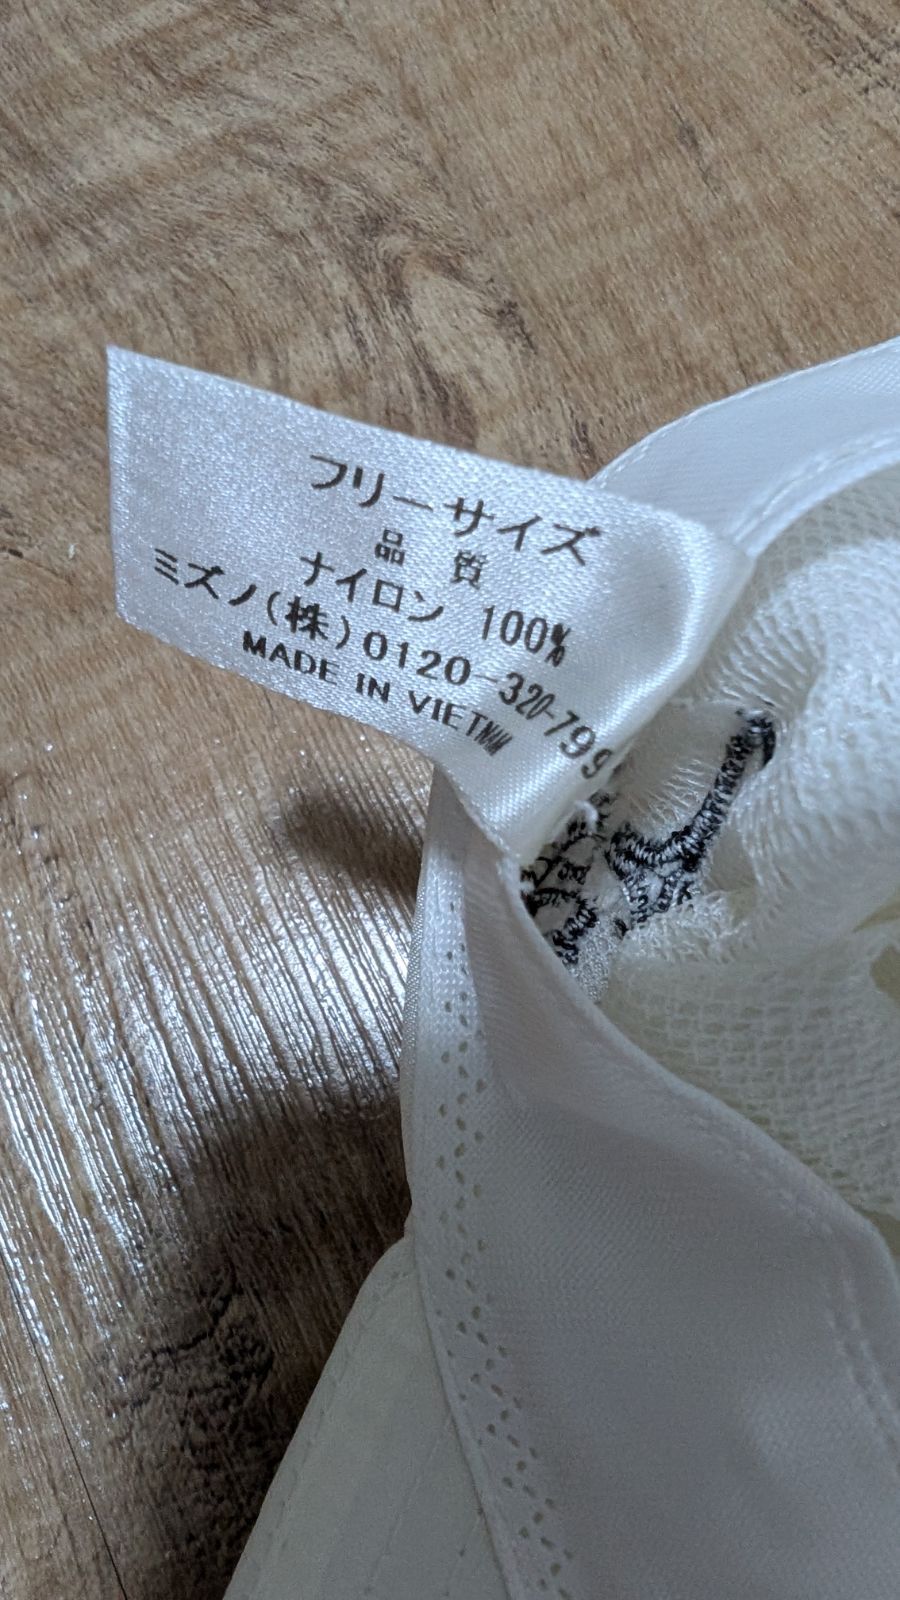 フリーサイズ
品 質
ナイロン 100%
ミズノ(株)0120-320-799
MADE IN VIETNAM